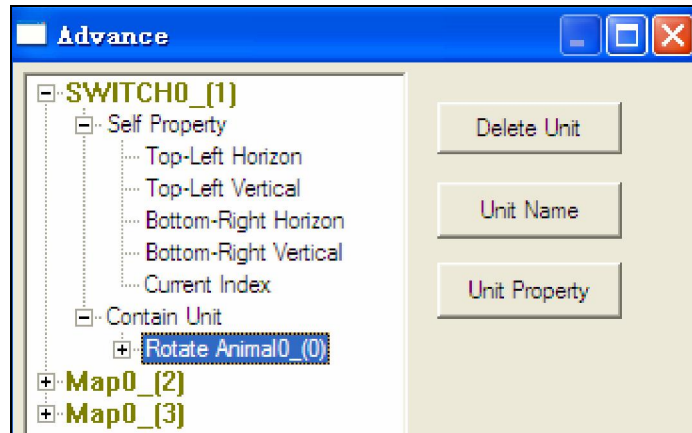 Advance
SWITCH0_(1)
Self Property
Top-Left Horizon
Top-Left Vertical
Bottom-Right Horizon
Bottom-Right Vertical
Current Index
Contain Unit
Rotate Animal0_(0)
Map0_(2)
Map0_(3)
Delete Unit
Unit Name
Unit Property